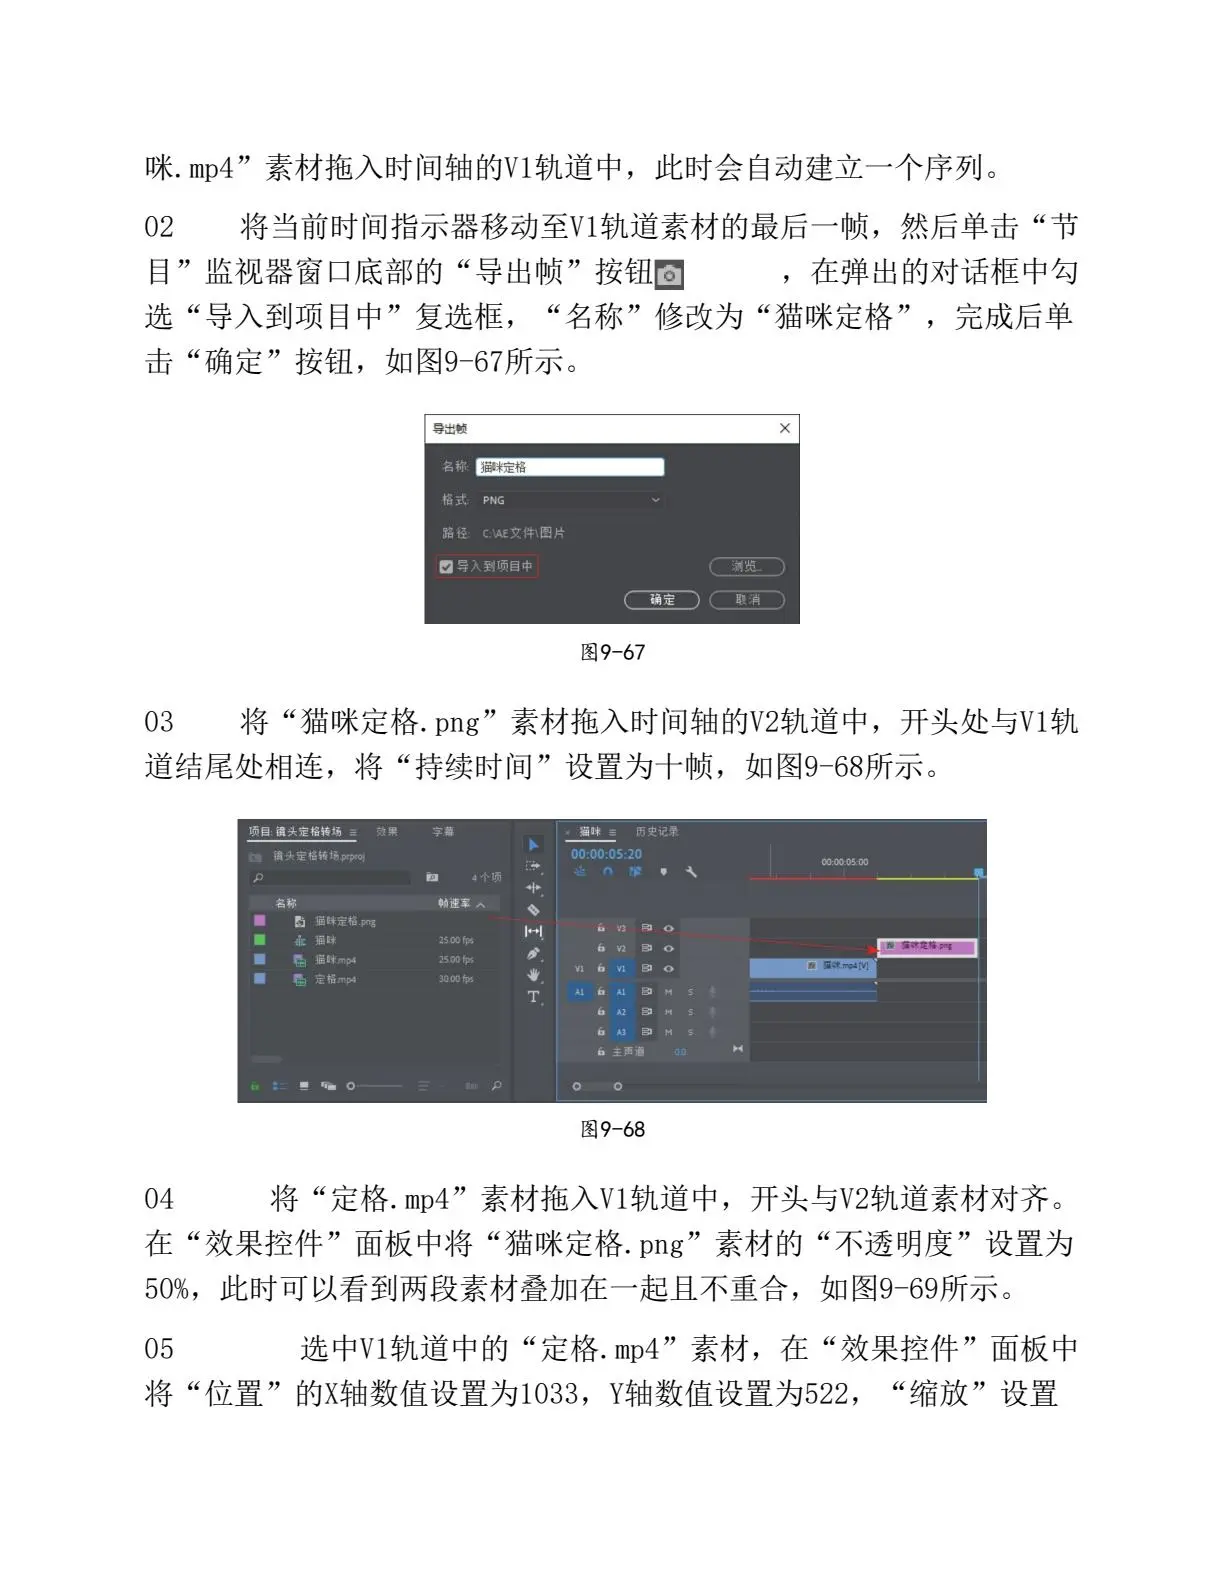 咪.mp4”素材拖入时间轴的V1轨道中，此时会自动建立一个序列。
02 将当前时间指示器移动至V1轨道素材的最后一帧，然后单击“节
目”监视器窗口底部的“导出帧”按钮 ，在弹出的对话框中勾
选“导入到项目中”复选框，“名称”修改为“猫咪定格”，完成后单
击“确定”按钮，如图9-67所示。
导出帧
名称: 猫咪定格
格式: PNG
路径: C:\AE文件\图片
导入到项目中 浏览...
确定 取消
图9-67
03 将“猫咪定格.png”素材拖入时间轴的V2轨道中，开头处与V1轨
道结尾处相连，将“持续时间”设置为十帧，如图9-68所示。
项目: 镜头定格转场 效果 字幕
镜头定格转场.prproj
4个项
名称 帧速率
猫咪定格.png
猫咪 25.00 fps
猫咪.mp4 25.00 fps
定格.mp4 30.00 fps
T
× 猫咪 历史记录
00:00:05:20
00:00:05:00
V3
V2 猫咪定格.png
V1 V1 猫咪.mp4 [V]
A1 A1 M S
A2 M S
A3 M S
主声道 0.0
图9-68
04 将“定格.mp4”素材拖入V1轨道中，开头与V2轨道素材对齐。
在“效果控件”面板中将“猫咪定格.png”素材的“不透明度”设置为
50%，此时可以看到两段素材叠加在一起且不重合，如图9-69所示。
05 选中V1轨道中的“定格.mp4”素材，在“效果控件”面板中
将“位置”的X轴数值设置为1033，Y轴数值设置为522，“缩放”设置